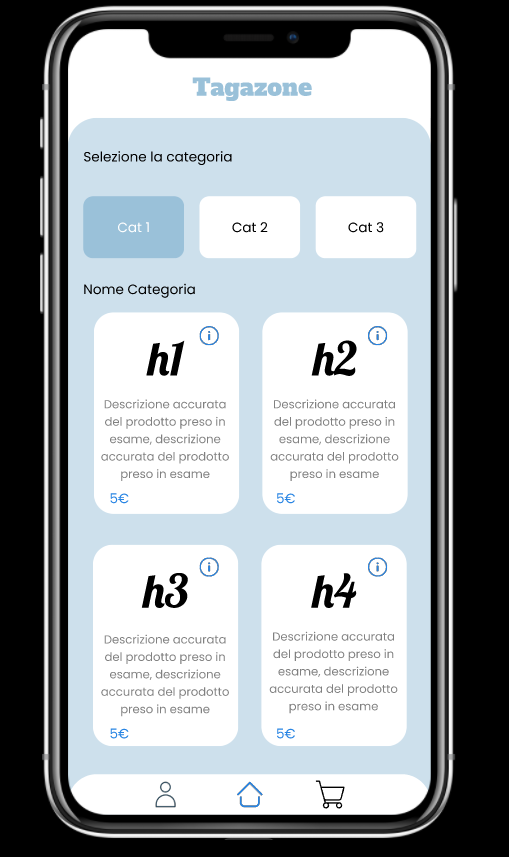 Tagazone
Selezione la categoria
Cat 1
Cat 2
Cat 3
Nome Categoria
h1
Descrizione accurata
del prodotto preso in
esame, descrizione
accurata del prodotto
preso in esame
5€
h2
Descrizione accurata
del prodotto preso in
esame, descrizione
accurata del prodotto
preso in esame
5€
h3
Descrizione accurata
del prodotto preso in
esame, descrizione
accurata del prodotto
preso in esame
5€
h4
Descrizione accurata
del prodotto preso in
esame, descrizione
accurata del prodotto
preso in esame
5€